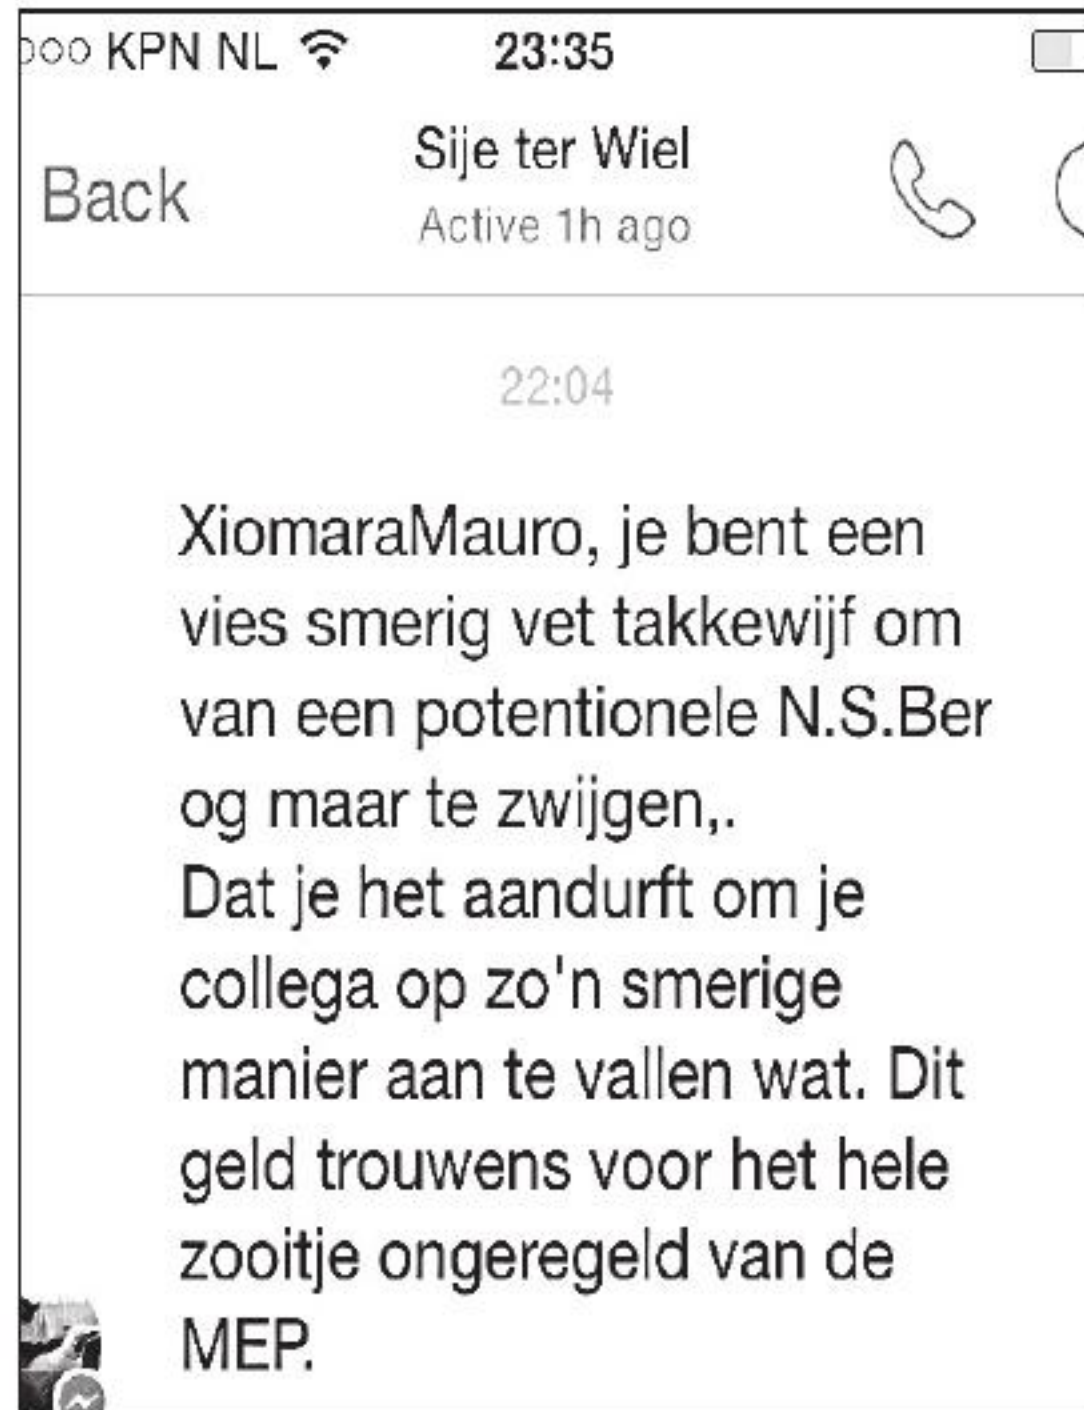 KPN NL 23:35
Sije ter Wiel
Back
Active 1h ago
22:04
XiomaraMauro, je bent een
vies smerig vet takkewijf om
van een potentionele N.S.Ber
og maar te zwijgen,.
Dat je het aandurft om je
collega op zo'n smerige
manier aan te vallen wat. Dit
geld trouwens voor het hele
zooitje ongeregeld van de
MEP.